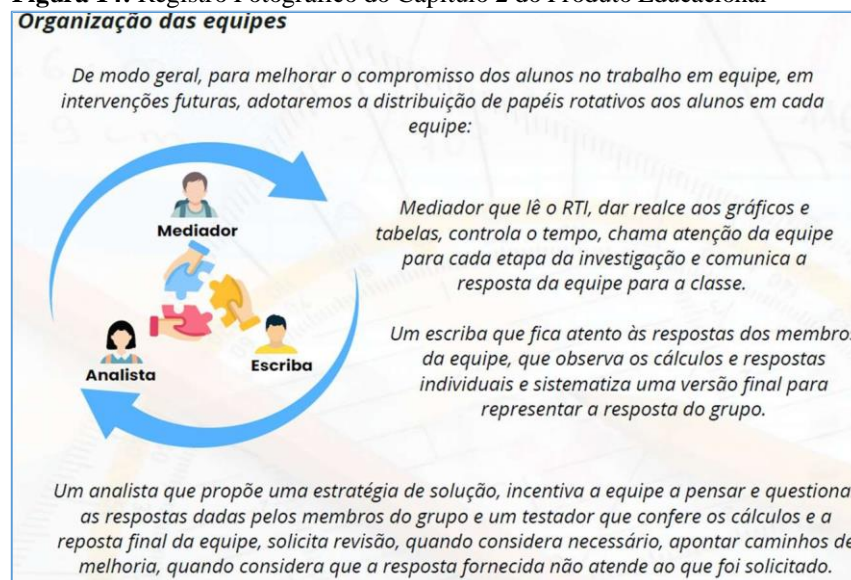 Figura 14. Registro Fotográfico do Capítulo 2 do Produto Educacional
Organização das equipes
De modo geral, para melhorar o compromisso dos alunos no trabalho em equipe, em
intervenções futuras, adotaremos a distribuição de papéis rotativos aos alunos em cada
equipe:
Mediador
Analista
Escriba
Mediador que lê o RTI, dar realce aos gráficos e
tabelas, controla o tempo, chama atenção da equipe
para cada etapa da investigação e comunica a
resposta da equipe para a classe.
Um escriba que fica atento às respostas dos membros
da equipe, que observa os cálculos e respostas
individuais e sistematiza uma versão final para
representar a resposta do grupo.
Um analista que propõe uma estratégia de solução, incentiva a equipe a pensar e questiona
as respostas dadas pelos membros do grupo e um testador que confere os cálculos e a
reposta final da equipe, solicita revisão, quando considera necessário, apontar caminhos de
melhoria, quando considera que a resposta fornecida não atende ao que foi solicitado.